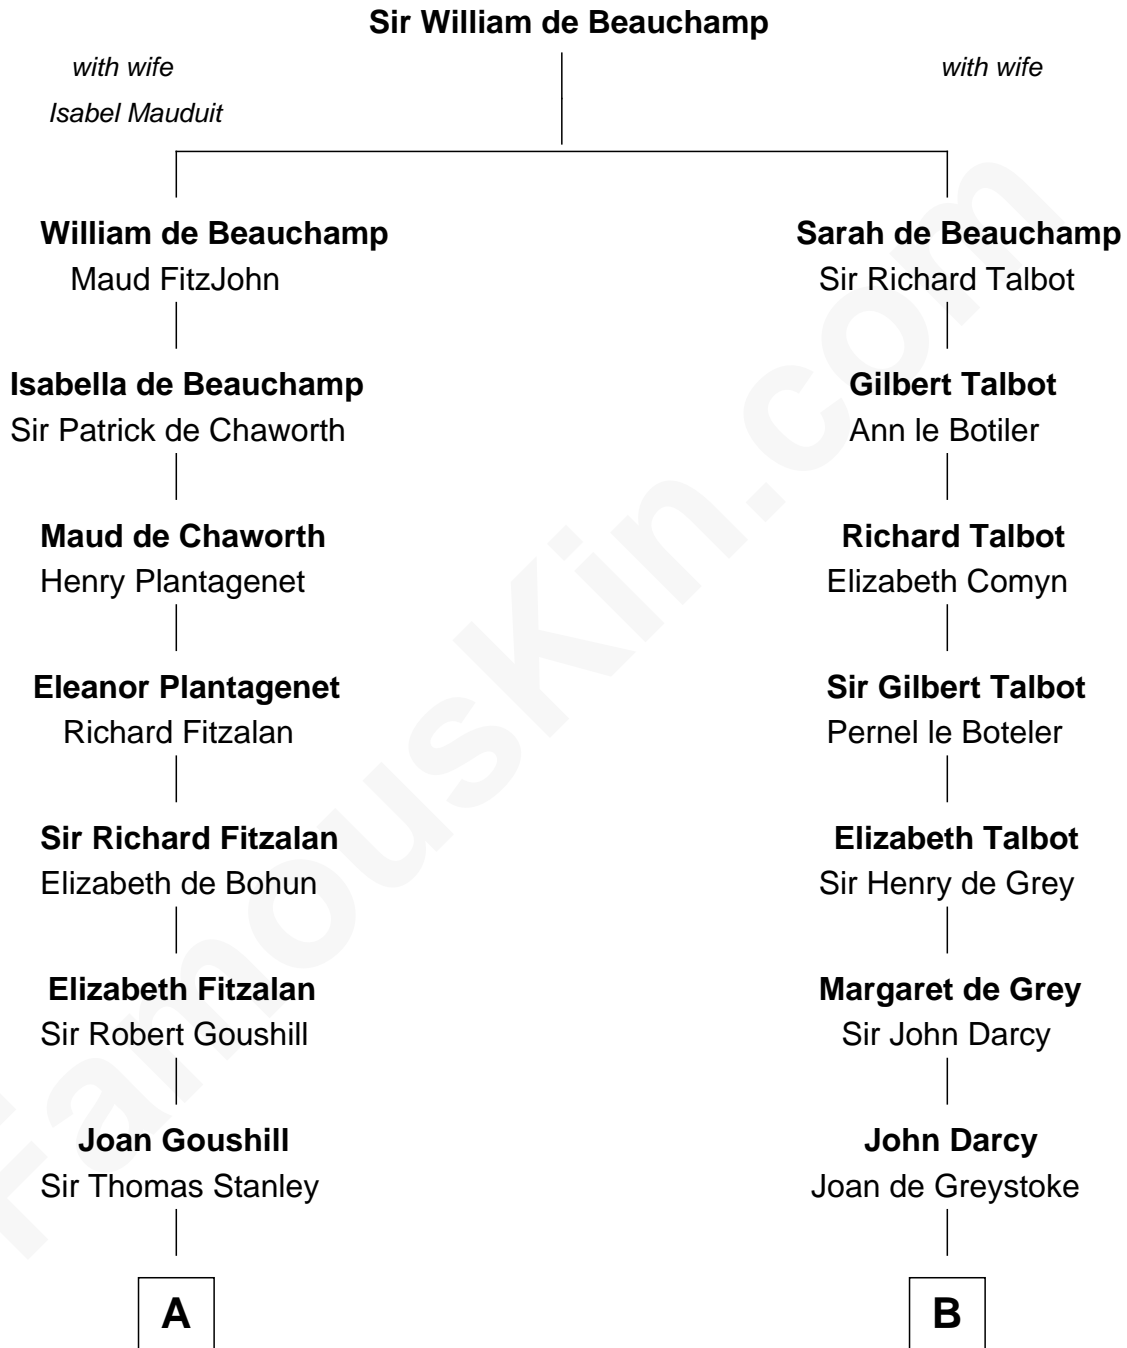 Sir William de Beauchamp
with wife
Isabel Mauduit
with wife
William de Beauchamp
Maud FitzJohn
Sarah de Beauchamp
Sir Richard Talbot
Isabella de Beauchamp
Sir Patrick de Chaworth
Gilbert Talbot
Ann le Botiler
Maud de Chaworth
Henry Plantagenet
Richard Talbot
Elizabeth Comyn
Eleanor Plantagenet
Richard Fitzalan
Sir Gilbert Talbot
Pernel le Boteler
Sir Richard Fitzalan
Elizabeth de Bohun
Elizabeth Talbot
Sir Henry de Grey
Elizabeth Fitzalan
Sir Robert Goushill
Margaret de Grey
Sir John Darcy
Joan Goushill
Sir Thomas Stanley
John Darcy
Joan de Greystoke
A
B
FamousKin.com